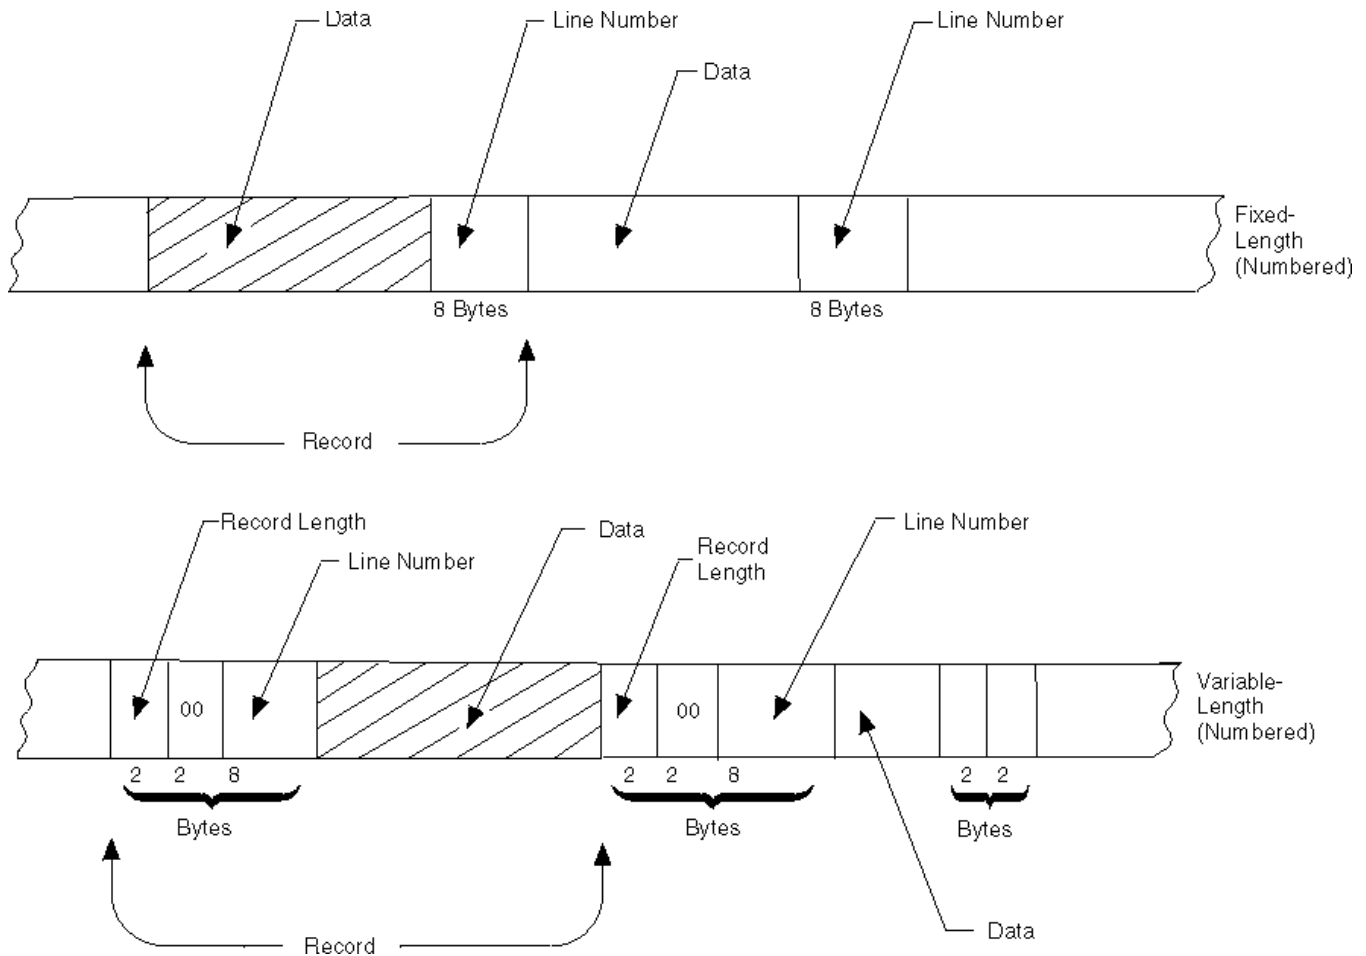 Data
Line Number
Line Number
Data
Fixed-
Length
(Numbered)
8 Bytes
8 Bytes
Record
Record Length
Line Number
Data
Record
Length
Line Number
00
00
Variable-
Length
(Numbered)
2 2 8
2 2 8
2 2
Bytes
Bytes
Bytes
Record
Data